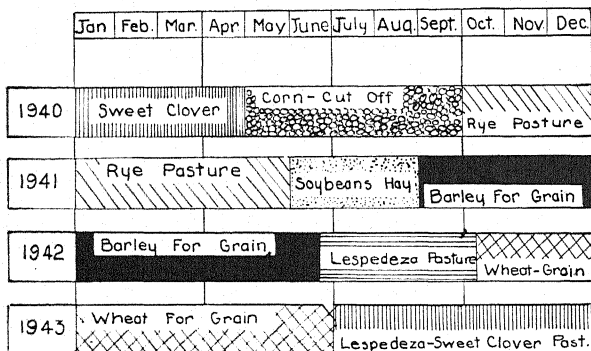 Jan Feb. Mar. Apr. May June July Aug. Sept. Oct. Nov. Dec.
1940 Sweet Clover Corn-Cut Off Rye Pasture
1941 Rye Pasture Soybeans Hay Barley For Grain
1942 Barley For Grain Lespedeza Pasture Wheat-Grain
1943 Wheat For Grain Lespedeza-Sweet Clover Past.